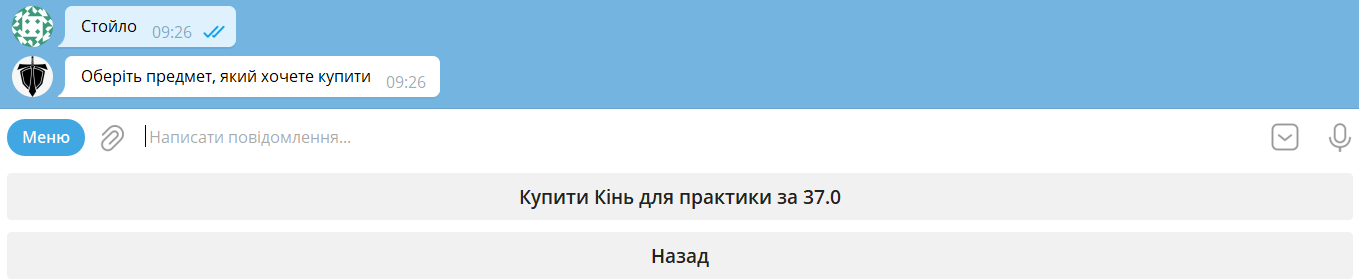 Стойло 09:26
Оберіть предмет, який хочете купити 09:26
Меню Написати повідомлення...
Купити Кінь для практики за 37.0
Назад